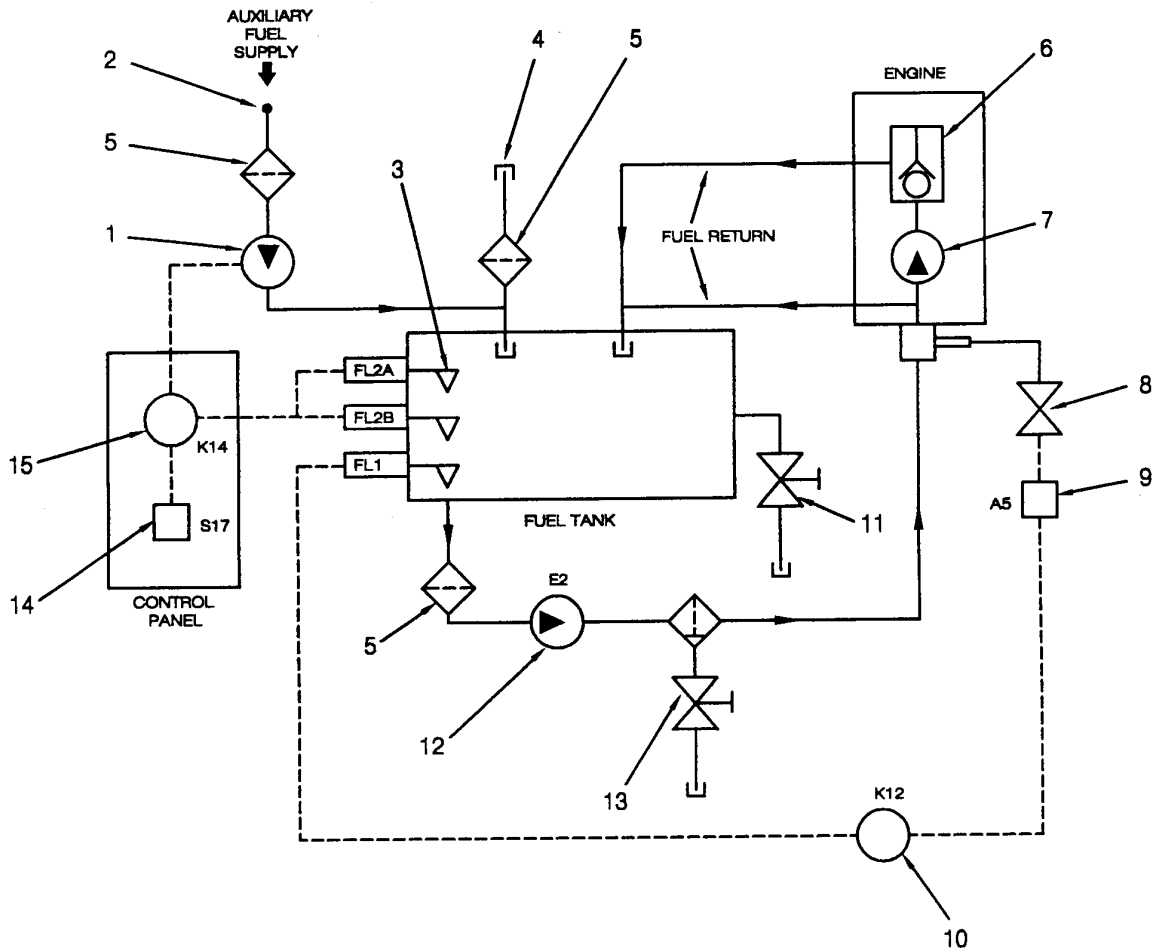 AUXILIARY
FUEL
SUPPLY
2
4
5
ENGINE
6
5
3
1
FUEL RETURN
7
FL2A
8
FL2B
15
K14
FL1
A5
9
S17
FUEL TANK
11
14
CONTROL
PANEL
E2
5
12
13
K12
10